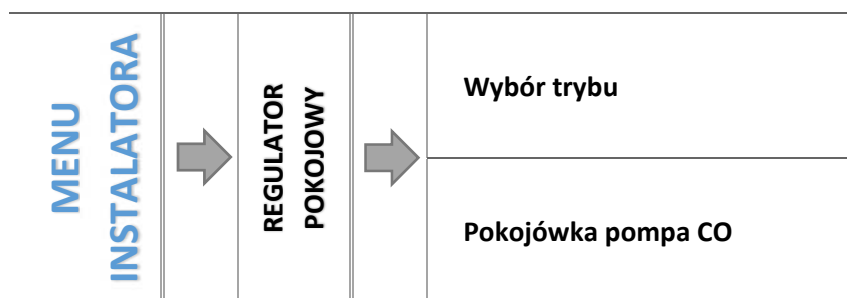 MENU
INSTALATORA
REGULATOR
POKOJOWY
Wybór trybu
Pokojówka pompa CO